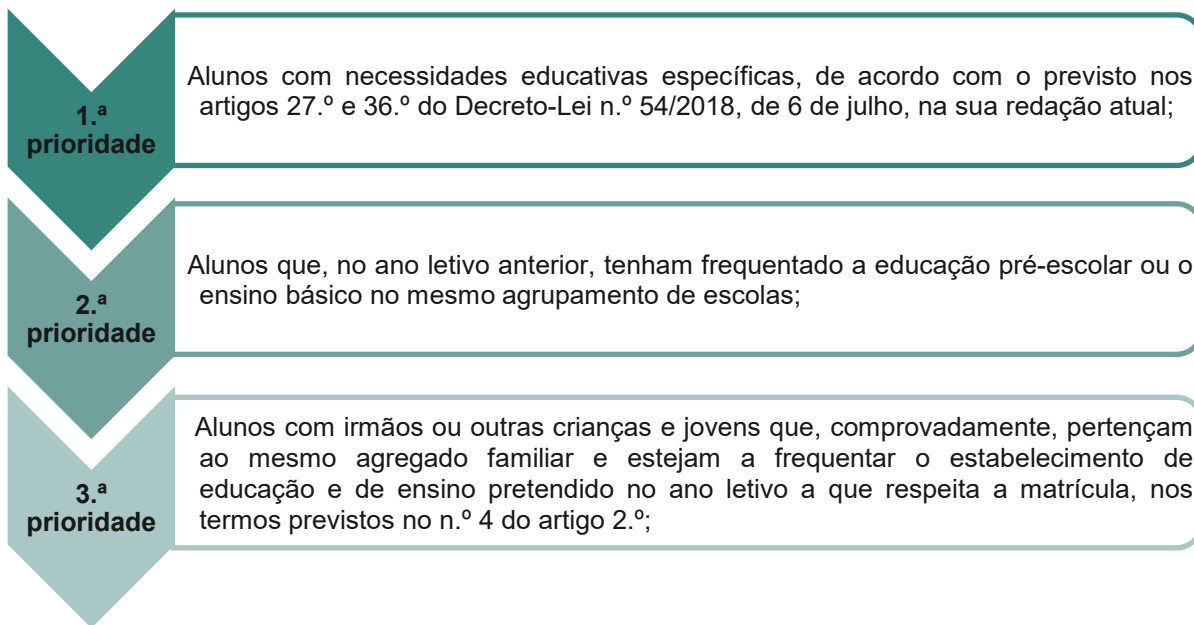 1.ª
prioridade
Alunos com necessidades educativas específicas, de acordo com o previsto nos
artigos 27.º e 36.º do Decreto-Lei n.º 54/2018, de 6 de julho, na sua redação atual;
2.ª
prioridade
Alunos que, no ano letivo anterior, tenham frequentado a educação pré-escolar ou o
ensino básico no mesmo agrupamento de escolas;
3.ª
prioridade
Alunos com irmãos ou outras crianças e jovens que, comprovadamente, pertençam
ao mesmo agregado familiar e estejam a frequentar o estabelecimento de
educação e de ensino pretendido no ano letivo a que respeita a matrícula, nos
termos previstos no n.º 4 do artigo 2.º;